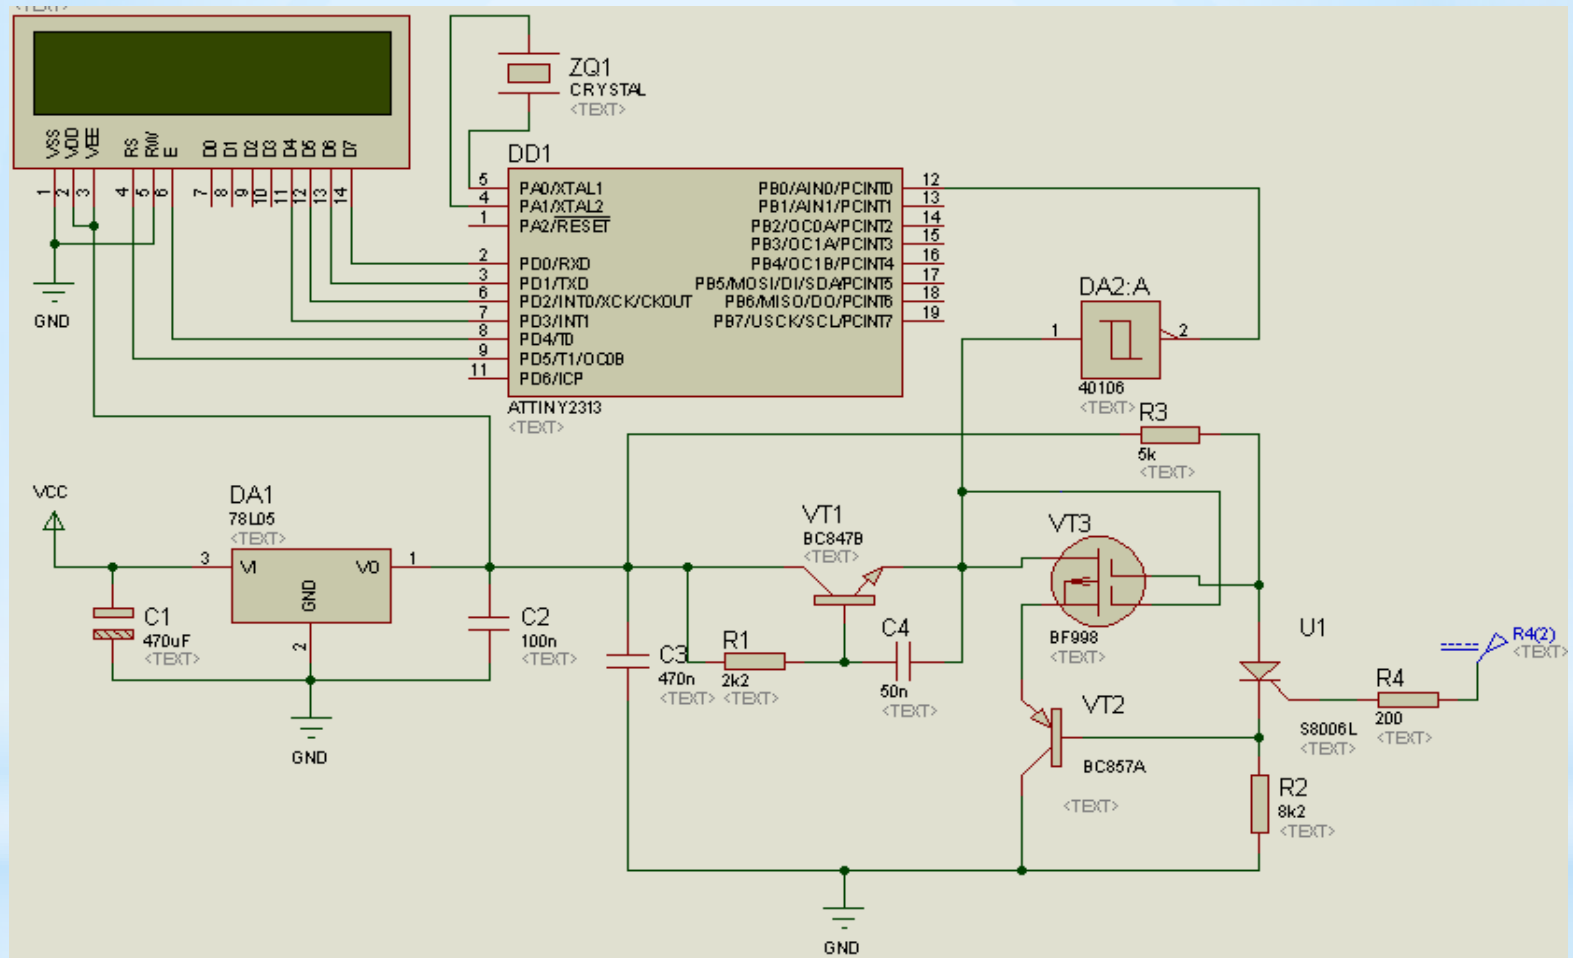 <TEXT>
VSS
VDD
VEE
RS
RW
E
D0
D1
D2
D3
D4
D5
D6
D7
1
2
3
4
5
6
7
8
9
10
11
12
13
14
GND
ZQ1
CRYSTAL
<TEXT>
DD1
5 PA0/XTAL1
4 PA1/XTAL2
1 PA2/RESET
2 PD0/RXD
3 PD1/TXD
6 PD2/INT0/XCK/CKOUT
7 PD3/INT1
8 PD4/T0
9 PD5/T1/OC0B
11 PD6/ICP
PB0/AIN0/PCINT0 12
PB1/AIN1/PCINT1 13
PB2/OC0A/PCINT2 14
PB3/OC1A/PCINT3 15
PB4/OC1B/PCINT4 16
PB5/MOSI/DI/SDA/PCINT5 17
PB6/MISO/DO/PCINT6 18
PB7/USCK/SCL/PCINT7 19
ATTINY2313
<TEXT>
DA2:A
1
2
40106
<TEXT>
R3
5k
<TEXT>
VCC
DA1
78L05
<TEXT>
3 VI
VO 1
GND
2
C1
470uF
<TEXT>
GND
C2
100n
<TEXT>
C3
470n
<TEXT>
R1
2k2
<TEXT>
VT1
BC847B
<TEXT>
C4
50n
<TEXT>
VT3
BF998
<TEXT>
VT2
BC857A
<TEXT>
U1
S8006L
<TEXT>
R4
200
<TEXT>
R4(2)
<TEXT>
R2
8k2
<TEXT>
GND